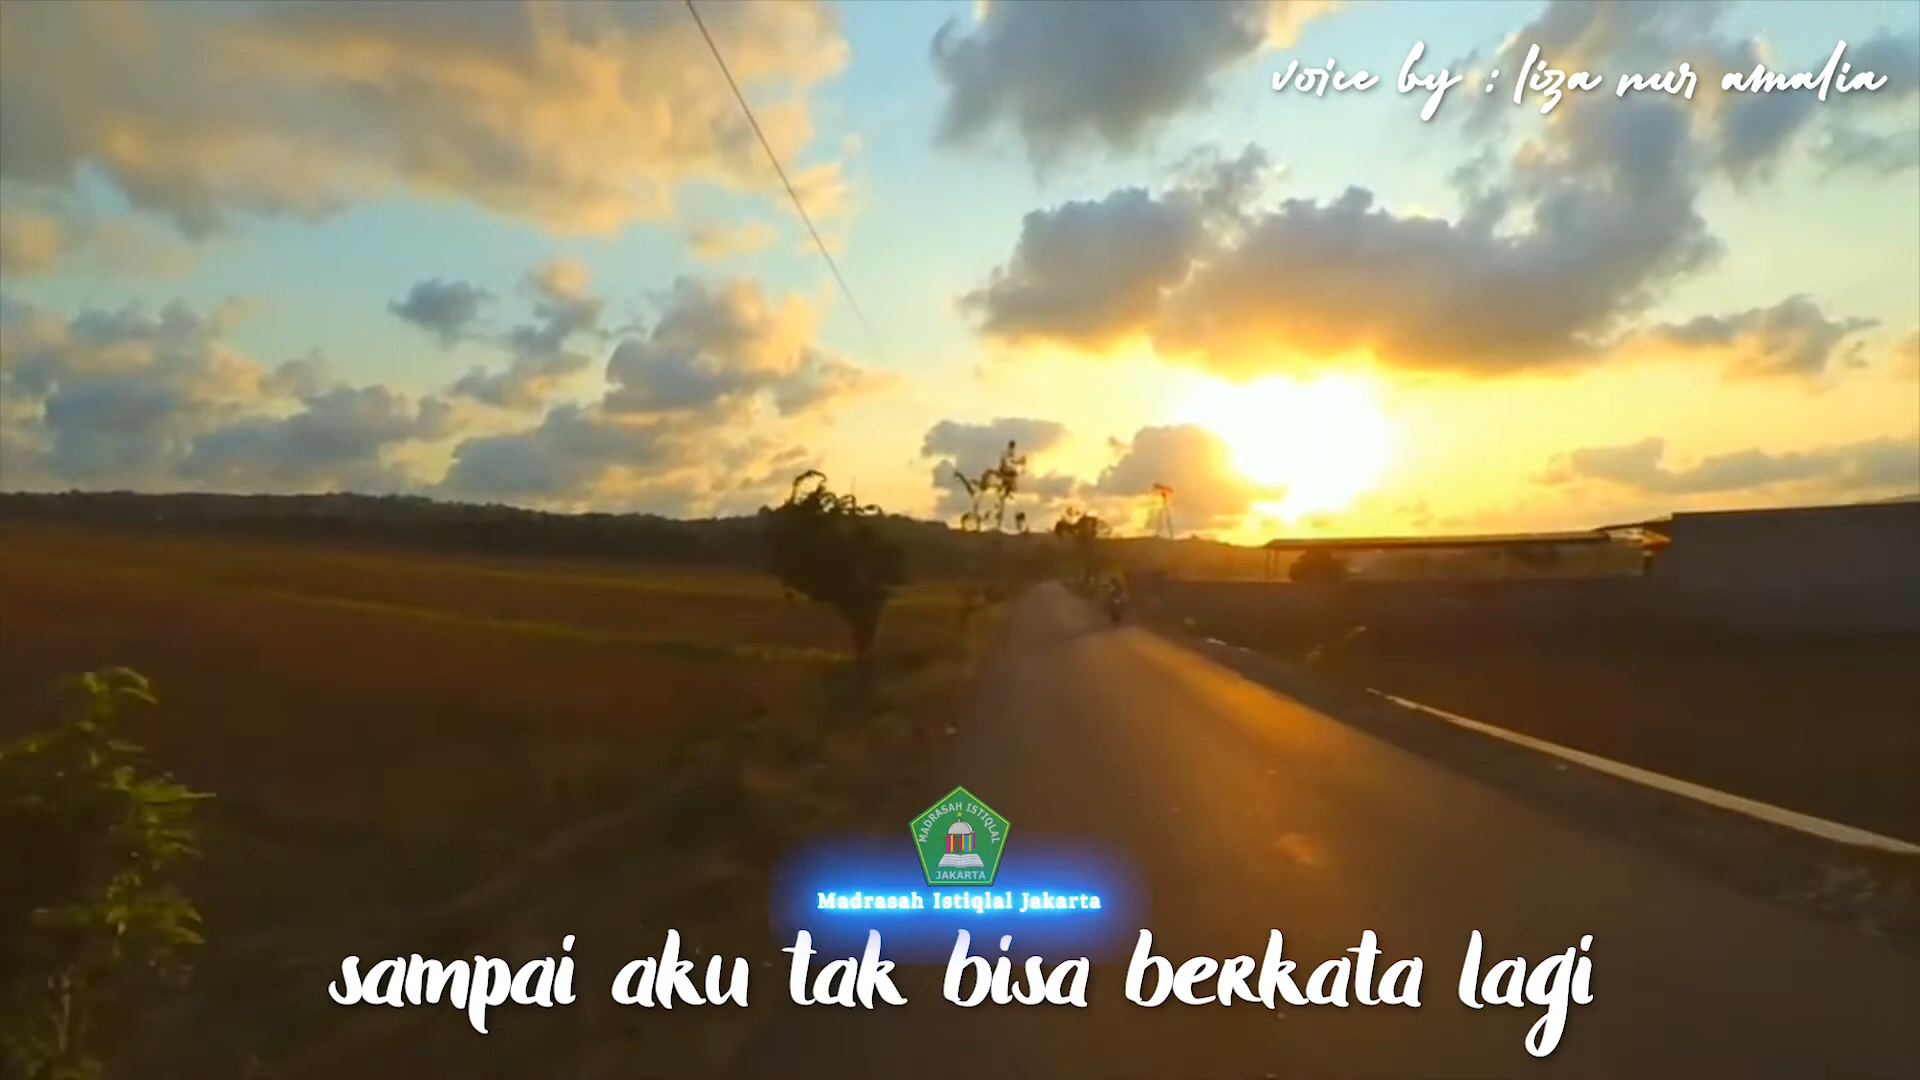 voice by : liza nur amalia
MADRASAH ISTIQLAL
JAKARTA
Madrasah Istiqlal Jakarta
sampai aku tak bisa berkata lagi